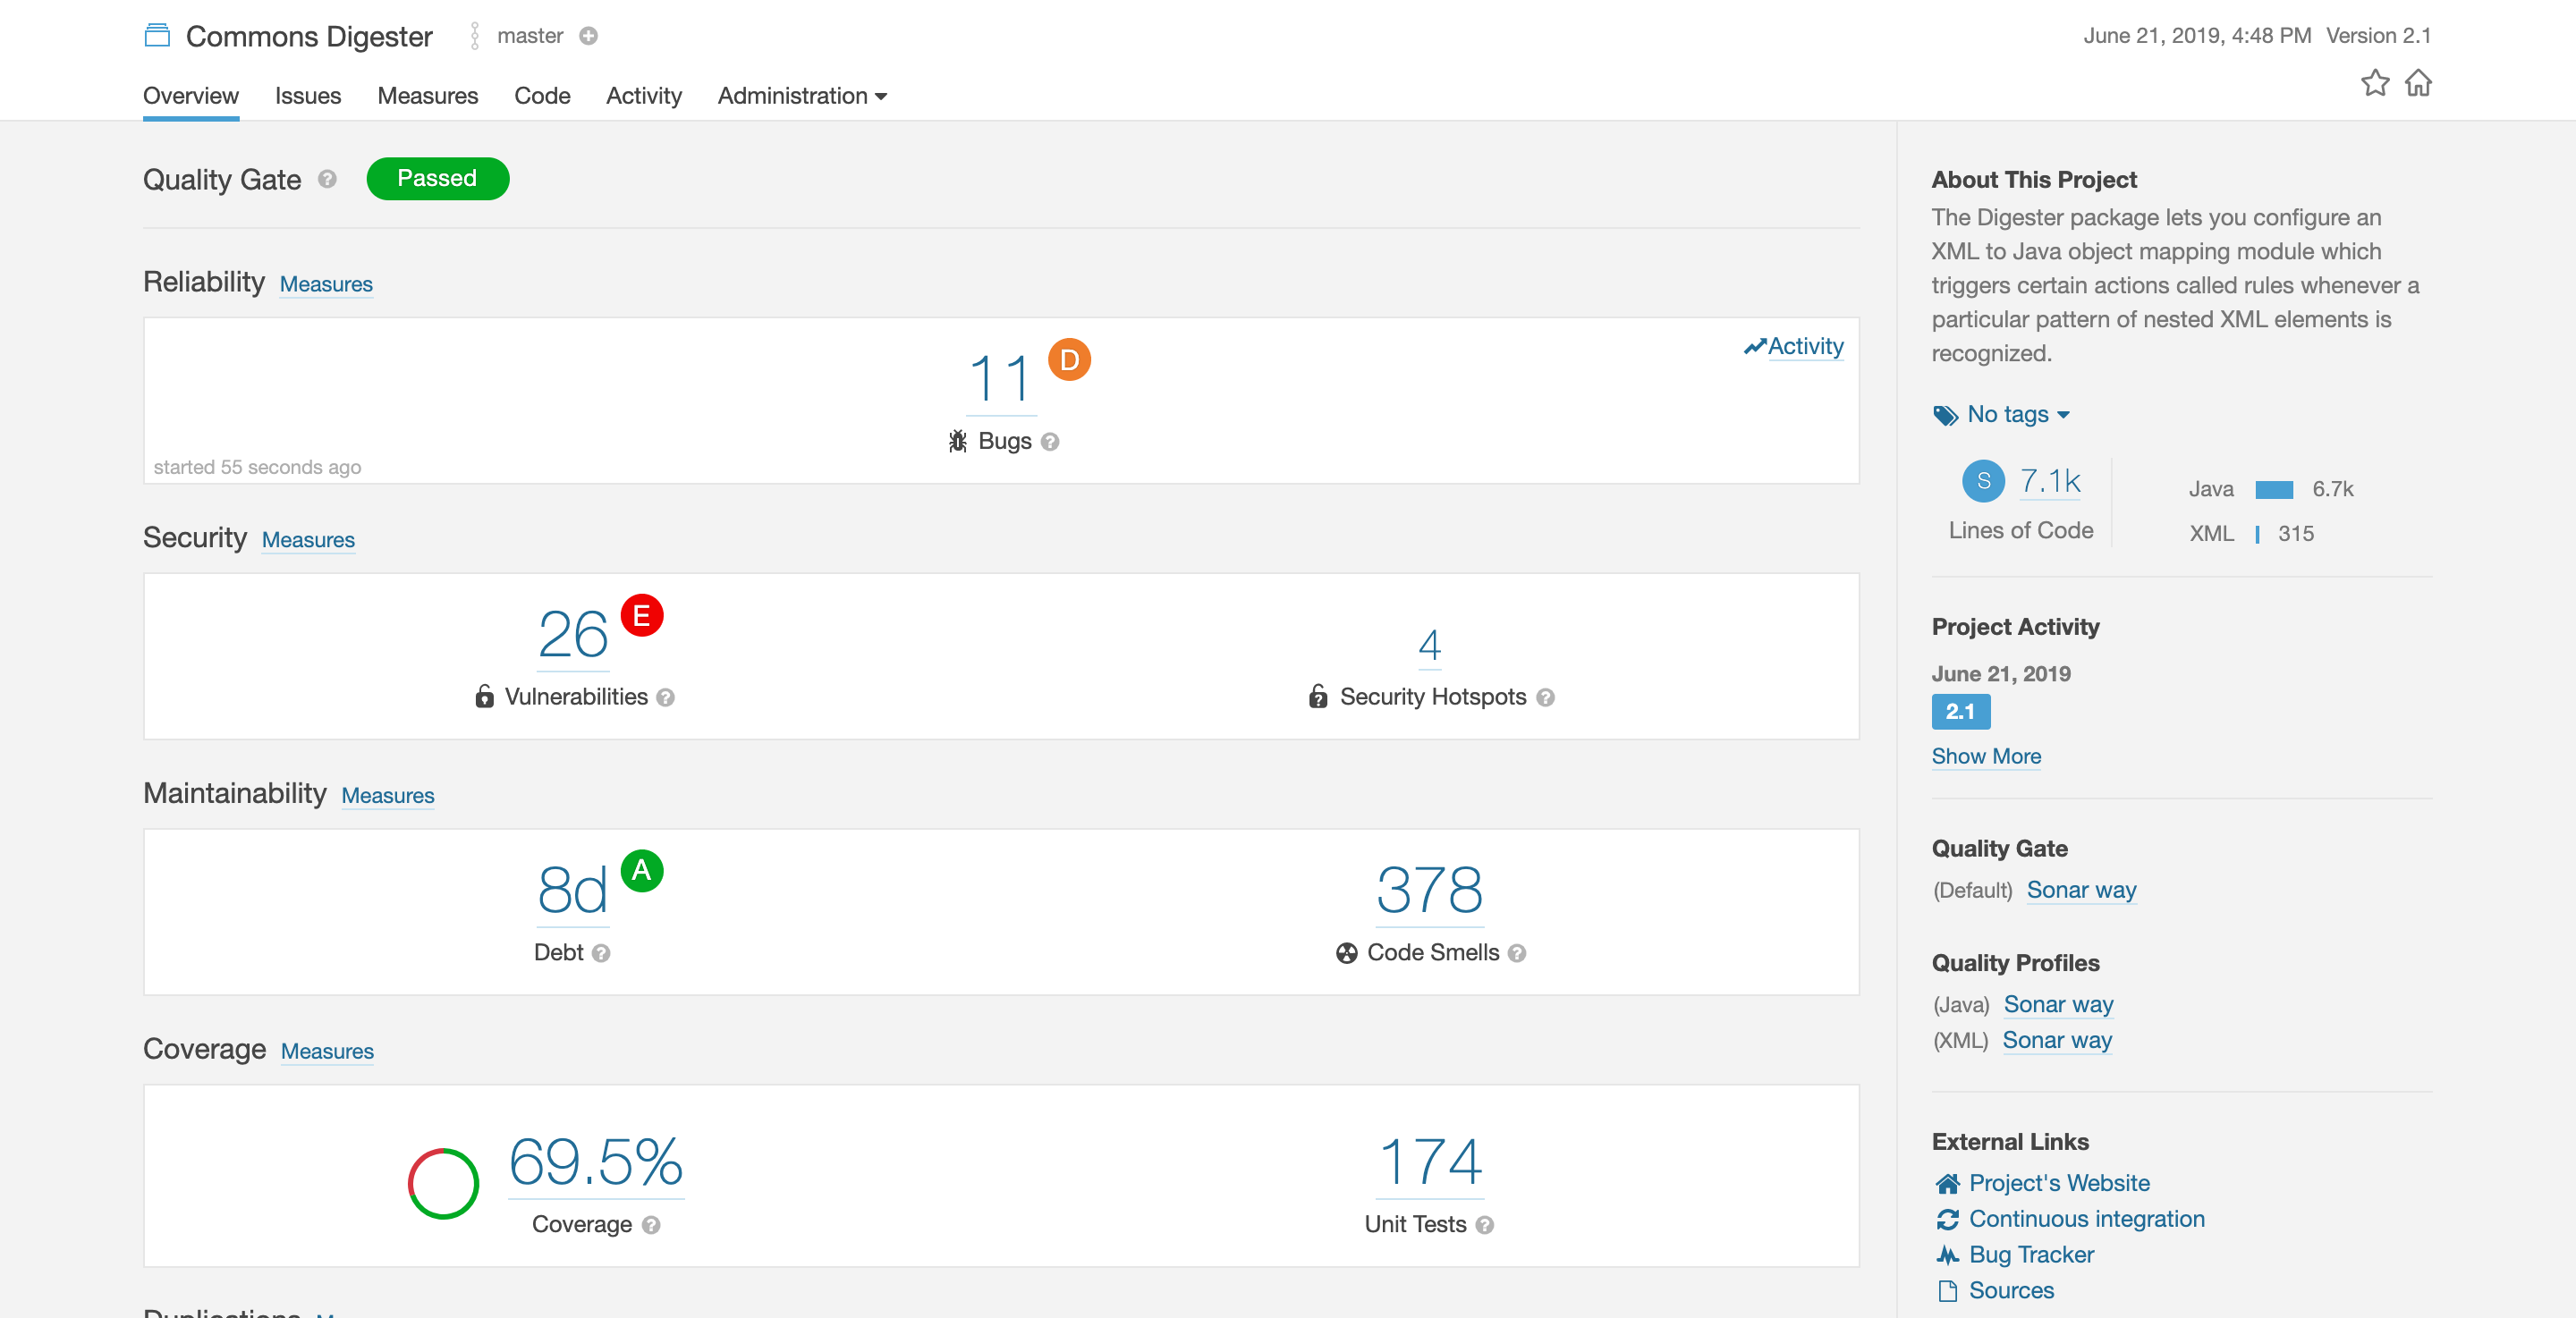 Commons Digester master
June 21, 2019, 4:48 PM Version 2.1
Overview Issues Measures Code Activity Administration
Quality Gate ? Passed
Reliability Measures
Activity
11 D
Bugs ?
started 55 seconds ago
Security Measures
26 E
Vulnerabilities ?
4
Security Hotspots ?
Maintainability Measures
8d A
Debt ?
378
Code Smells ?
Coverage Measures
69.5%
Coverage ?
174
Unit Tests ?
About This Project
The Digester package lets you configure an
XML to Java object mapping module which
triggers certain actions called rules whenever a
particular pattern of nested XML elements is
recognized.
No tags
S 7.1k
Lines of Code
Java 6.7k
XML 315
Project Activity
June 21, 2019
2.1
Show More
Quality Gate
(Default) Sonar way
Quality Profiles
(Java) Sonar way
(XML) Sonar way
External Links
Project's Website
Continuous integration
Bug Tracker
Sources